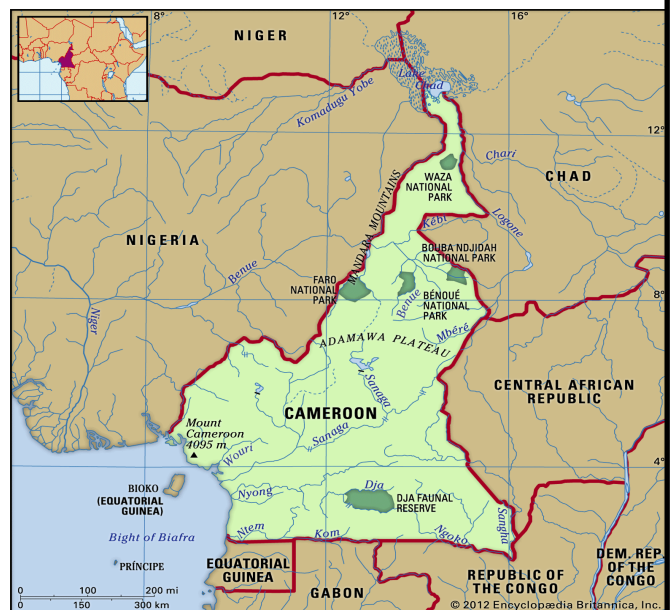 8°
12°
16°
NIGER
Lake
Chad
Komadugu Yobe
12°
Chari
WAZA
NATIONAL
PARK
CHAD
MANDARA MOUNTAINS
Kébi
Logone
NIGERIA
BOUBA NDJIDAH
NATIONAL PARK
Benue
FARO
NATIONAL
PARK
Benue
BÉNOUÉ
NATIONAL
PARK
8°
Niger
Mbéré
ADAMAWA PLATEAU
Sanaga
CENTRAL AFRICAN
REPUBLIC
CAMEROON
Mount
Cameroon
4095 m
Sanaga
Wouri
4°
BIOKO
(EQUATORIAL
GUINEA)
Nyong
Dja
DJA FAUNAL
RESERVE
Sangha
Ntem
Kom
Ngoko
Bight of Biafra
PRÍNCIPE
EQUATORIAL
GUINEA
GABON
REPUBLIC OF
THE CONGO
DEM. REP.
OF THE
CONGO
0 100 200 mi
0 150 300 km
© 2012 Encyclopædia Britannica, Inc.